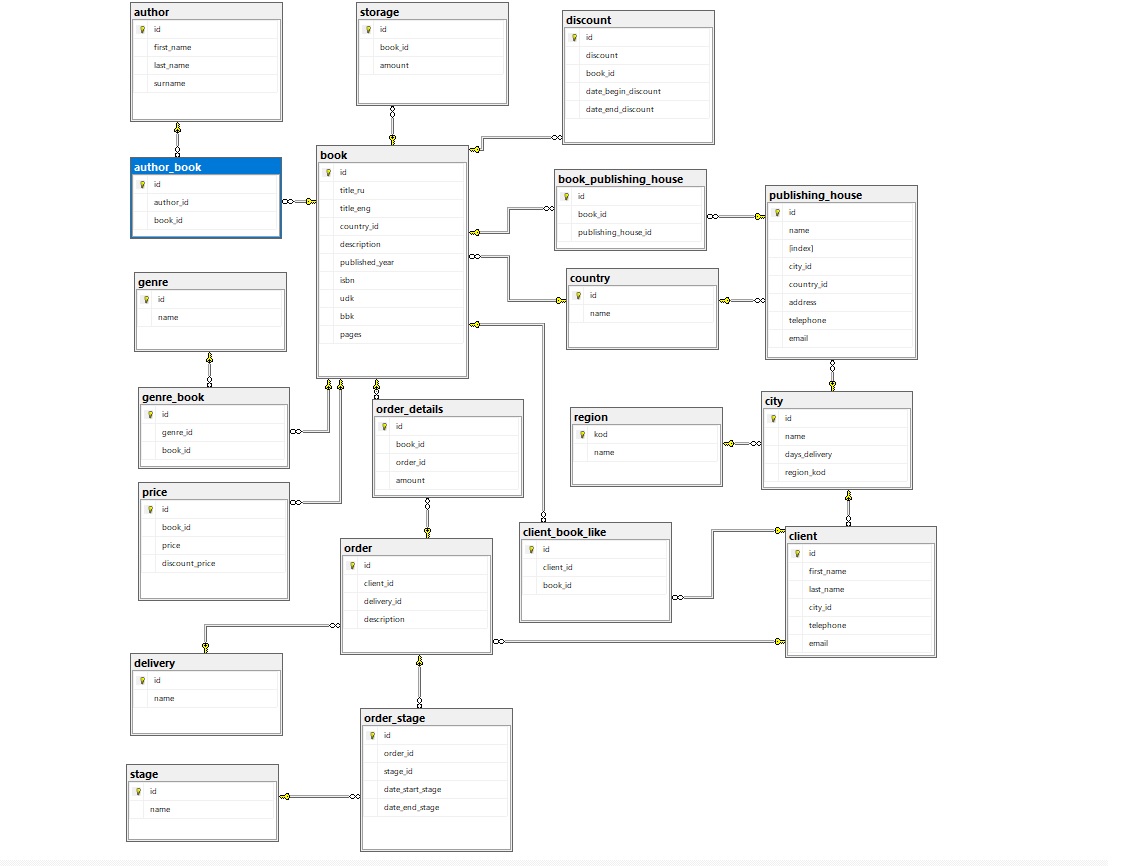 author
id
first_name
last_name
surname
storage
id
book_id
amount
discount
id
discount
book_id
date_begin_discount
date_end_discount
author_book
id
author_id
book_id
book
id
title_ru
title_eng
country_id
description
published_year
isbn
udk
bbk
pages
book_publishing_house
id
book_id
publishing_house_id
publishing_house
id
name
[index]
city_id
country_id
address
telephone
email
genre
id
name
country
id
name
genre_book
id
genre_id
book_id
order_details
id
book_id
order_id
amount
region
kod
name
city
id
name
days_delivery
region_kod
price
id
book_id
price
discount_price
order
id
client_id
delivery_id
description
client_book_like
id
client_id
book_id
client
id
first_name
last_name
city_id
telephone
email
delivery
id
name
order_stage
id
order_id
stage_id
date_start_stage
date_end_stage
stage
id
name